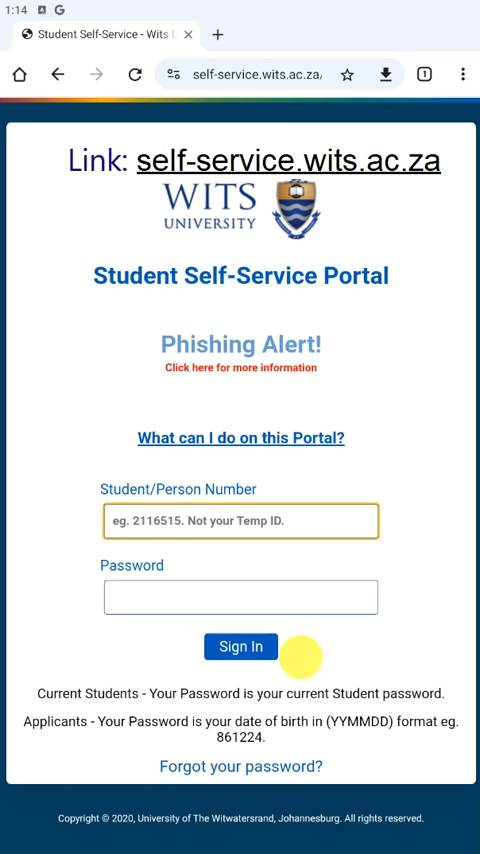 1:14
Student Self-Service - Wits U
self-service.wits.ac.za/
1
Link: self-service.wits.ac.za
WITS
UNIVERSITY
Student Self-Service Portal
Phishing Alert!
Click here for more information
What can I do on this Portal?
Student/Person Number
eg. 2116515. Not your Temp ID.
Password
Sign In
Current Students - Your Password is your current Student password.
Applicants - Your Password is your date of birth in (YYMMDD) format eg.
861224.
Forgot your password?
Copyright © 2020, University of The Witwatersrand, Johannesburg. All rights reserved.